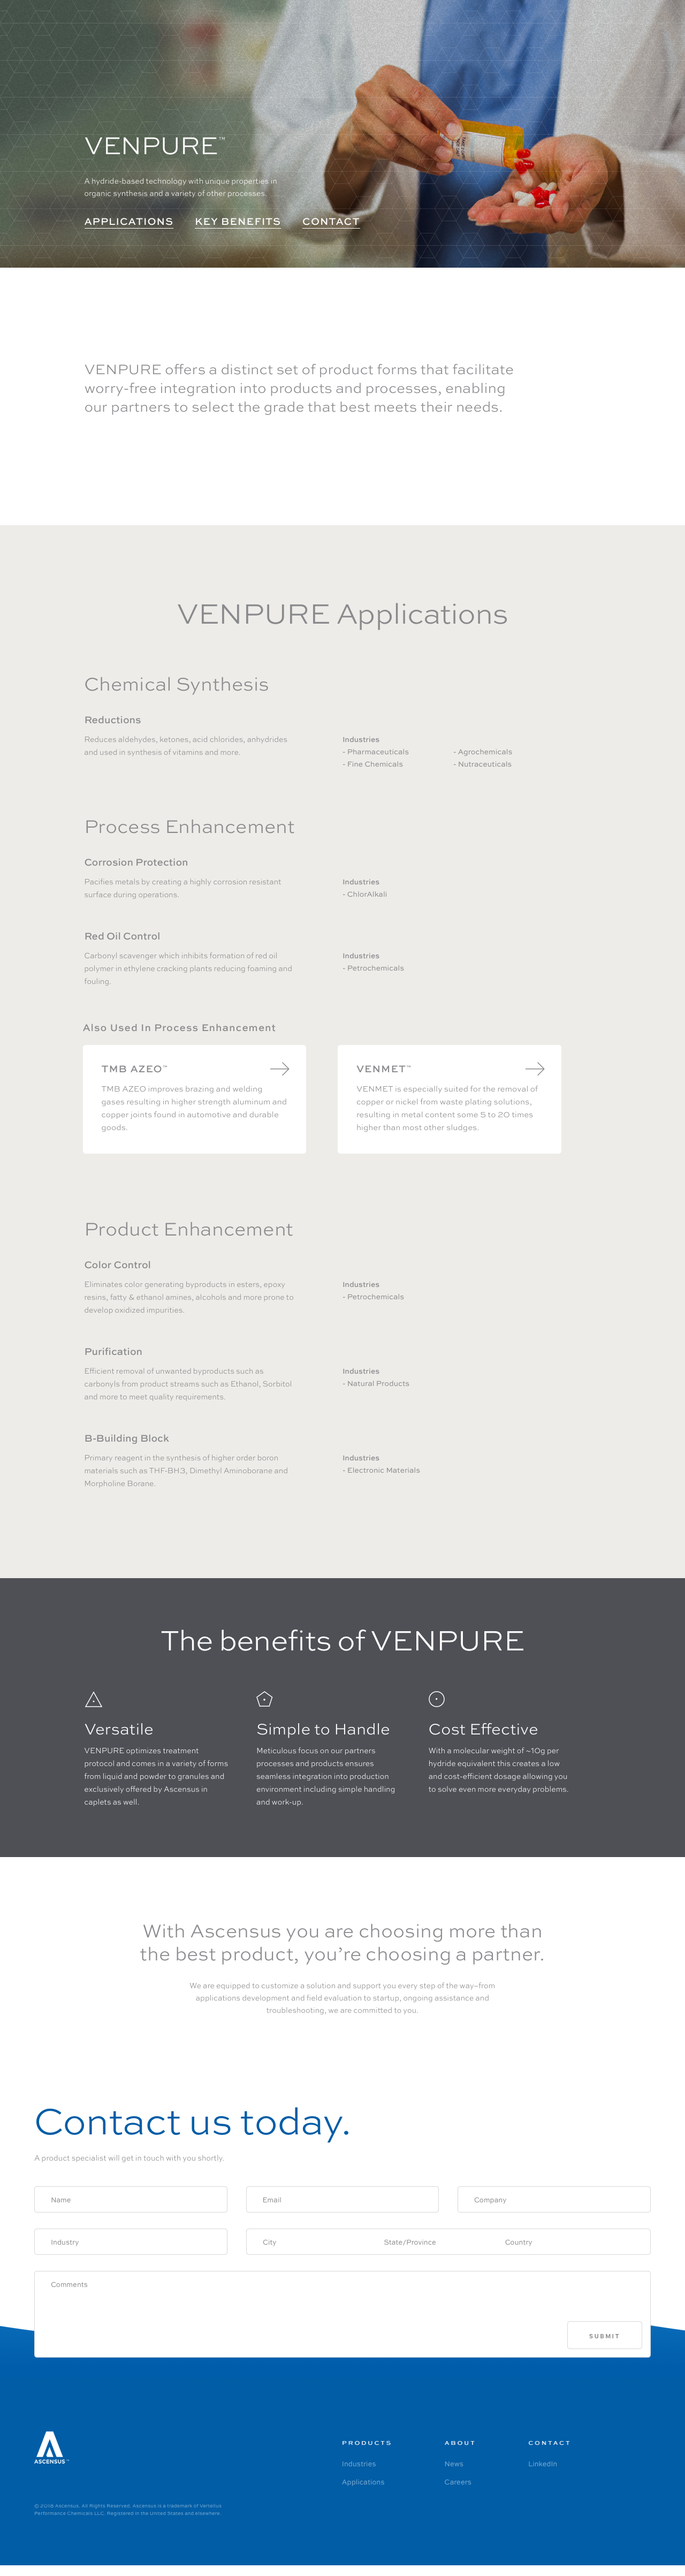 VENPURE™
A hydride-based technology with unique properties in
organic synthesis and a variety of other processes.
APPLICATIONS KEY BENEFITS CONTACT
VENPURE offers a distinct set of product forms that facilitate
worry-free integration into products and processes, enabling
our partners to select the grade that best meets their needs.
VENPURE Applications
Chemical Synthesis
Reductions
Reduces aldehydes, ketones, acid chlorides, anhydrides
and used in synthesis of vitamins and more.
Industries
- Pharmaceuticals
- Fine Chemicals
- Agrochemicals
- Nutraceuticals
Process Enhancement
Corrosion Protection
Pacifies metals by creating a highly corrosion resistant
surface during operations.
Industries
- ChlorAlkali
Red Oil Control
Carbonyl scavenger which inhibits formation of red oil
polymer in ethylene cracking plants reducing foaming and
fouling.
Industries
- Petrochemicals
Also Used In Process Enhancement
TMB AZEO™
TMB AZEO improves brazing and welding
gases resulting in higher strength aluminum and
copper joints found in automotive and durable
goods.
VENMET™
VENMET is especially suited for the removal of
copper or nickel from waste plating solutions,
resulting in metal content some 5 to 20 times
higher than most other sludges.
Product Enhancement
Color Control
Eliminates color generating byproducts in esters, epoxy
resins, fatty & ethanol amines, alcohols and more prone to
develop oxidized impurities.
Industries
- Petrochemicals
Purification
Efficient removal of unwanted byproducts such as
carbonyls from product streams such as Ethanol, Sorbitol
and more to meet quality requirements.
Industries
- Natural Products
B-Building Block
Primary reagent in the synthesis of higher order boron
materials such as THF-BH3, Dimethyl Aminoborane and
Morpholine Borane.
Industries
- Electronic Materials
The benefits of VENPURE
Versatile
VENPURE optimizes treatment
protocol and comes in a variety of forms
from liquid and powder to granules and
exclusively offered by Ascensus in
caplets as well.
Simple to Handle
Meticulous focus on our partners
processes and products ensures
seamless integration into production
environment including simple handling
and work-up.
Cost Effective
With a molecular weight of ~10g per
hydride equivalent this creates a low
and cost-efficient dosage allowing you
to solve even more everyday problems.
With Ascensus you are choosing more than
the best product, you’re choosing a partner.
We are equipped to customize a solution and support you every step of the way–from
applications development and field evaluation to startup, ongoing assistance and
troubleshooting, we are committed to you.
Contact us today.
A product specialist will get in touch with you shortly.
Name
Email
Company
Industry
City
State/Province
Country
Comments
SUBMIT
ASCENSUS™
PRODUCTS
Industries
Applications
ABOUT
News
Careers
CONTACT
LinkedIn
© 2018 Ascensus. All Rights Reserved. Ascensus is a trademark of Vertellus
Performance Chemicals LLC. Registered in the United States and elsewhere.